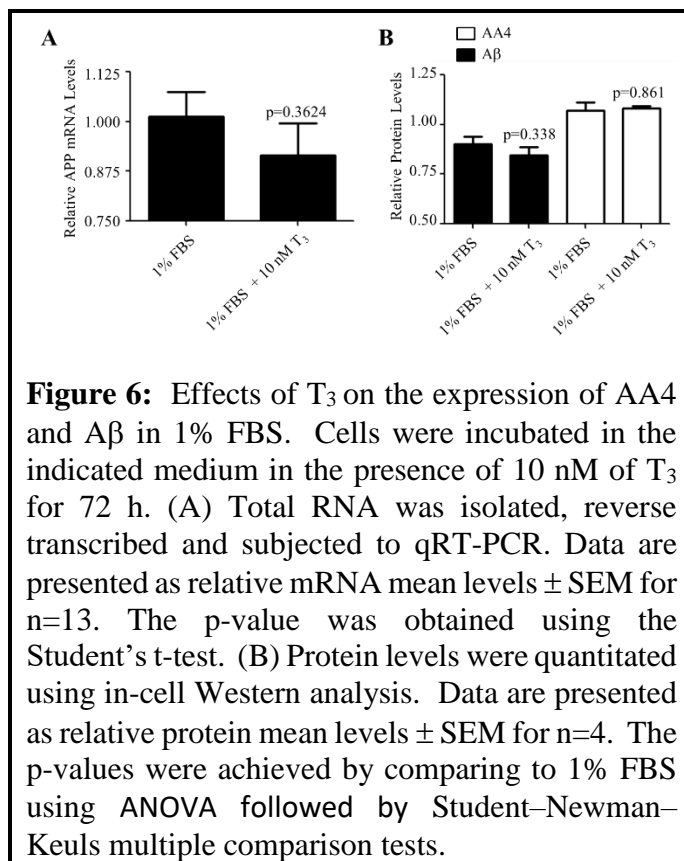 A
Relative APP mRNA Levels
1.125
1.000
0.875
0.750
p=0.3624
1% FBS
1% FBS + 10 nM T3
B
AA4
Aβ
Relative Protein Levels
1.25
1.00
0.75
0.50
p=0.338
p=0.861
1% FBS
1% FBS + 10 nM T3
1% FBS
1% FBS + 10 nM T3
Figure 6: Effects of T3 on the expression of AA4
and Aβ in 1% FBS. Cells were incubated in the
indicated medium in the presence of 10 nM of T3
for 72 h. (A) Total RNA was isolated, reverse
transcribed and subjected to qRT-PCR. Data are
presented as relative mRNA mean levels ± SEM for
n=13. The p-value was obtained using the
Student’s t-test. (B) Protein levels were quantitated
using in-cell Western analysis. Data are presented
as relative protein mean levels ± SEM for n=4. The
p-values were achieved by comparing to 1% FBS
using ANOVA followed by Student–Newman–
Keuls multiple comparison tests.